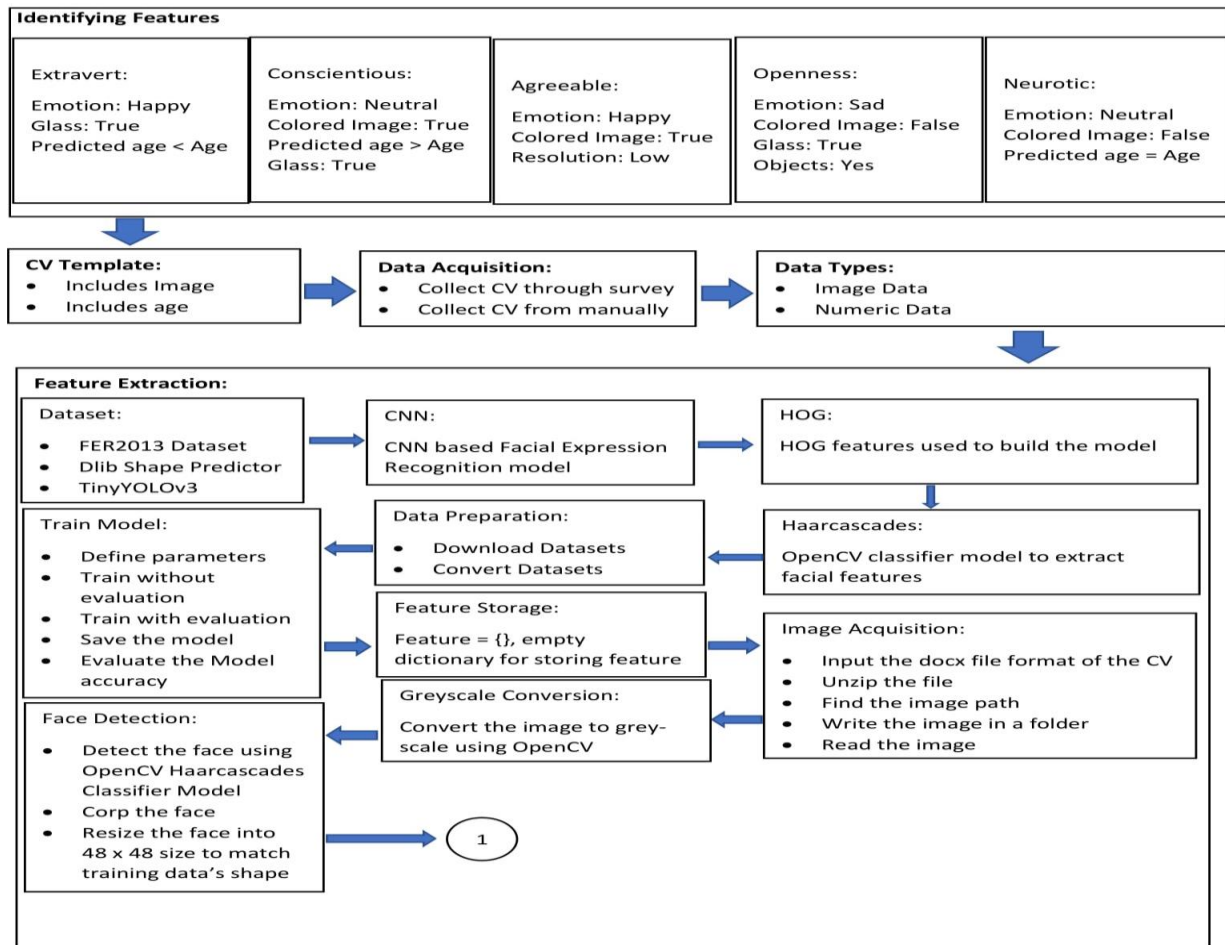 Identifying Features
Extravert:
Emotion: Happy
Glass: True
Predicted age < Age
Conscientious:
Emotion: Neutral
Colored Image: True
Predicted age > Age
Glass: True
Agreeable:
Emotion: Happy
Colored Image: True
Resolution: Low
Openness:
Emotion: Sad
Colored Image: False
Glass: True
Objects: Yes
Neurotic:
Emotion: Neutral
Colored Image: False
Predicted age = Age
CV Template:
• Includes Image
• Includes age
Data Acquisition:
• Collect CV through survey
• Collect CV from manually
Data Types:
• Image Data
• Numeric Data
Feature Extraction:
Dataset:
• FER2013 Dataset
• Dlib Shape Predictor
• TinyYOLOv3
CNN:
CNN based Facial Expression
Recognition model
HOG:
HOG features used to build the model
Haarcascades:
OpenCV classifier model to extract
facial features
Data Preparation:
• Download Datasets
• Convert Datasets
Train Model:
• Define parameters
• Train without
evaluation
• Train with evaluation
• Save the model
• Evaluate the Model
accuracy
Feature Storage:
Feature = {}, empty
dictionary for storing feature
Image Acquisition:
• Input the docx file format of the CV
• Unzip the file
• Find the image path
• Write the image in a folder
• Read the image
Greyscale Conversion:
Convert the image to grey-
scale using OpenCV
Face Detection:
• Detect the face using
OpenCV Haarcascades
Classifier Model
• Corp the face
• Resize the face into
48 x 48 size to match
training data's shape
1